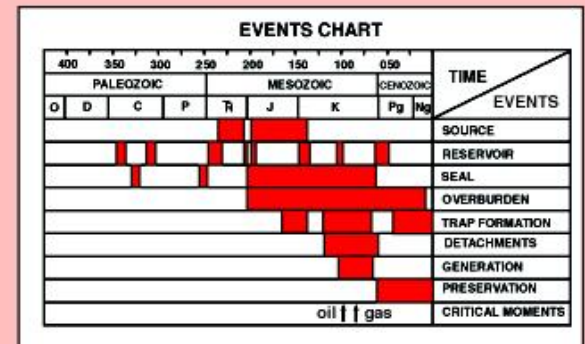 EVENTS CHART
400 350 300 250 200 150 100 050
TIME
EVENTS
PALEOZOIC MESOZOIC CENOZOIC
O D C P TR J K Pg Ng
SOURCE
RESERVOIR
SEAL
OVERBURDEN
TRAP FORMATION
DETACHMENTS
GENERATION
PRESERVATION
oil gas CRITICAL MOMENTS